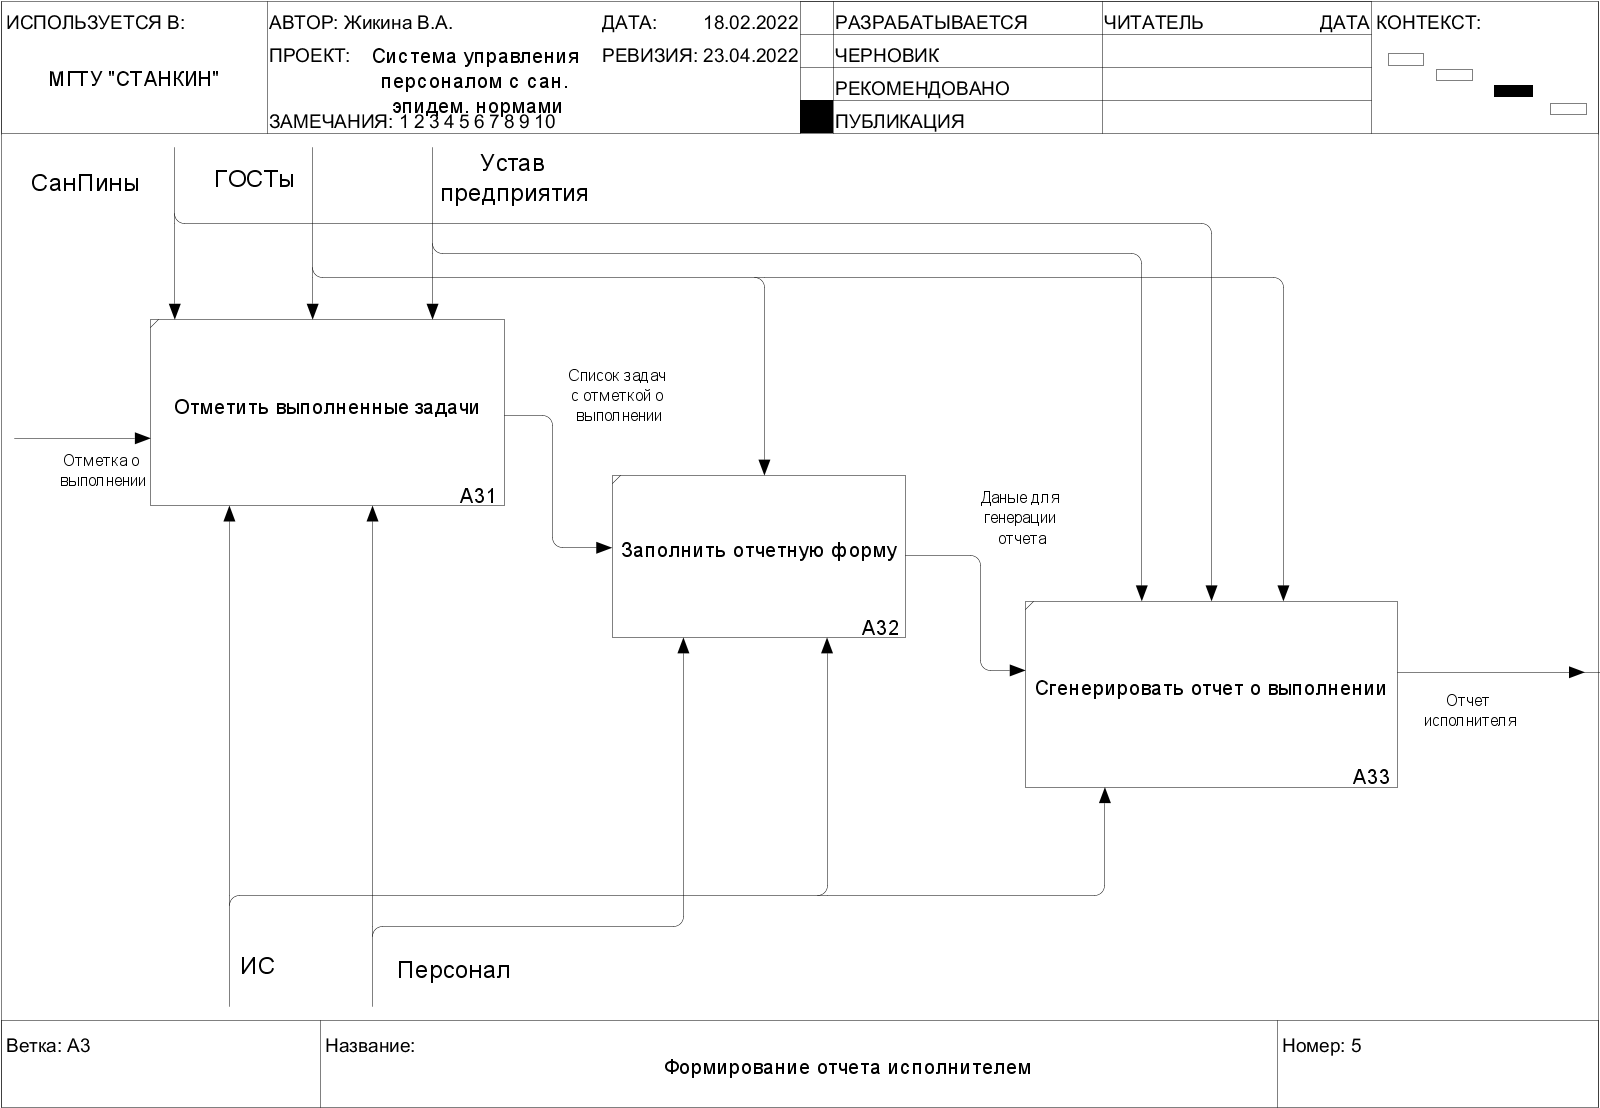 ИСПОЛЬЗУЕТСЯ В:
МГТУ "СТАНКИН"
АВТОР: Жикина В.А.
ДАТА: 18.02.2022
ПРОЕКТ: Система управления
персоналом с сан.
эпидем. нормами
РЕВИЗИЯ: 23.04.2022
ЗАМЕЧАНИЯ: 1 2 3 4 5 6 7 8 9 10
РАЗРАБАТЫВАЕТСЯ
ЧЕРНОВИК
РЕКОМЕНДОВАНО
ПУБЛИКАЦИЯ
ЧИТАТЕЛЬ ДАТА
КОНТЕКСТ:
СанПины
ГОСТы
Устав
предприятия
Отметить выполненные задачи
A31
Отметка о
выполнении
Список задач
с отметкой о
выполнении
Заполнить отчетную форму
A32
Даные для
генерации
отчета
Сгенерировать отчет о выполнении
A33
Отчет
исполнителя
ИС
Персонал
Ветка: A3
Название:
Формирование отчета исполнителем
Номер: 5